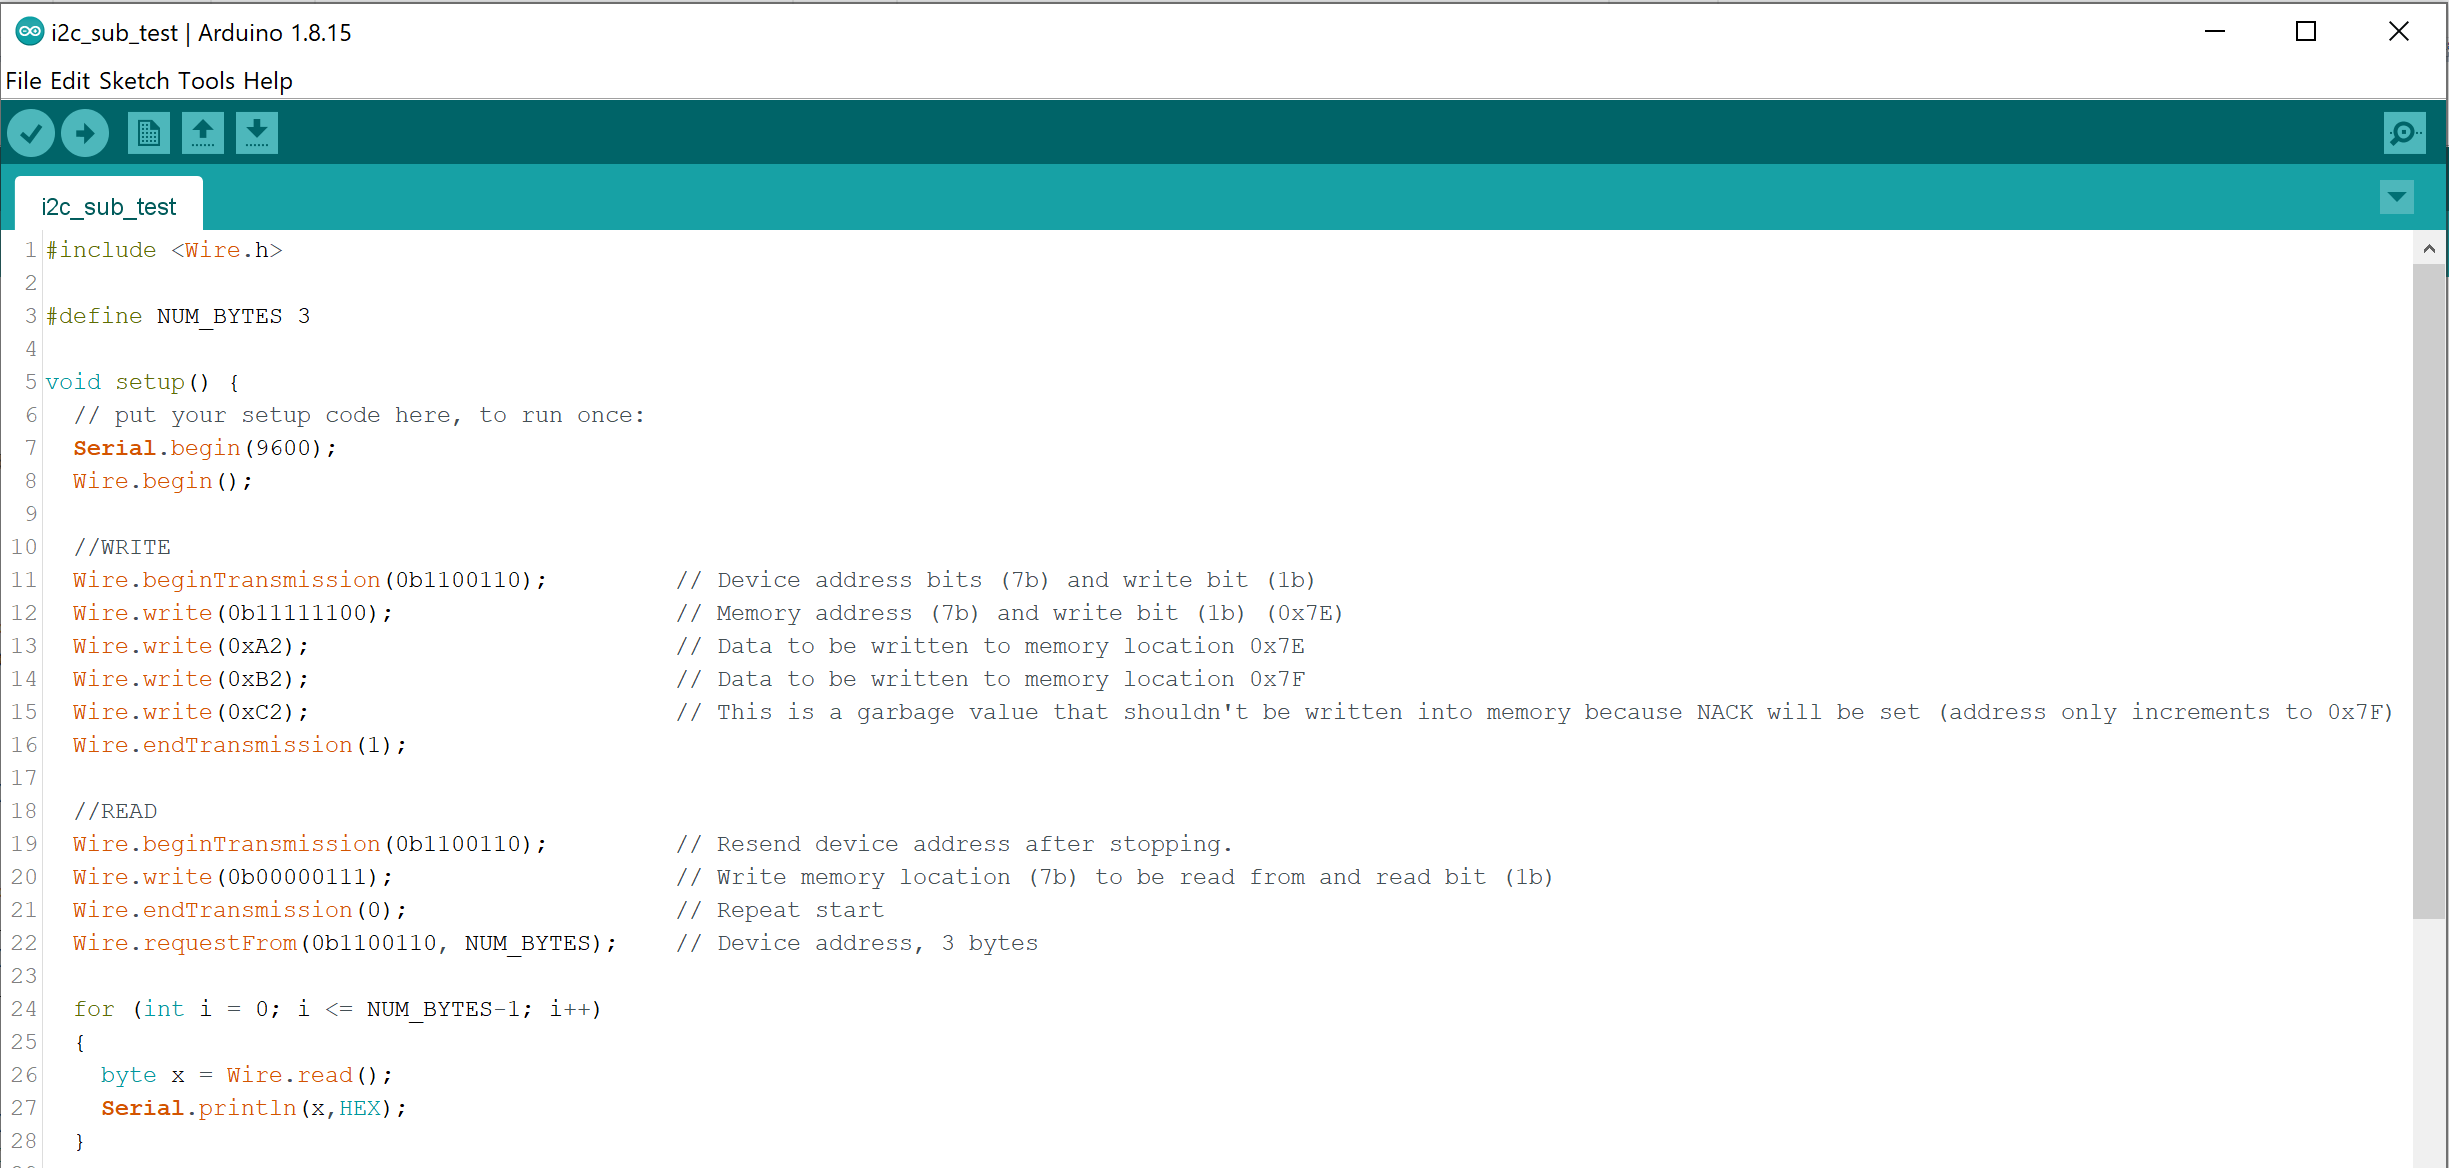 i2c_sub_test | Arduino 1.8.15
File Edit Sketch Tools Help
i2c_sub_test
1 #include <Wire.h>
2
3 #define NUM_BYTES 3
4
5 void setup() {
6   // put your setup code here, to run once:
7   Serial.begin(9600);
8   Wire.begin();
9
10   //WRITE
11   Wire.beginTransmission(0b1100110);         // Device address bits (7b) and write bit (1b)
12   Wire.write(0b11111100);                    // Memory address (7b) and write bit (1b) (0x7E)
13   Wire.write(0xA2);                          // Data to be written to memory location 0x7E
14   Wire.write(0xB2);                          // Data to be written to memory location 0x7F
15   Wire.write(0xC2);                          // This is a garbage value that shouldn't be written into memory because NACK will be set (address only increments to 0x7F)
16   Wire.endTransmission(1);
17
18   //READ
19   Wire.beginTransmission(0b1100110);         // Resend device address after stopping.
20   Wire.write(0b00000111);                    // Write memory location (7b) to be read from and read bit (1b)
21   Wire.endTransmission(0);                   // Repeat start
22   Wire.requestFrom(0b1100110, NUM_BYTES);    // Device address, 3 bytes
23
24   for (int i = 0; i <= NUM_BYTES-1; i++)
25   {
26     byte x = Wire.read();
27     Serial.println(x,HEX);
28   }